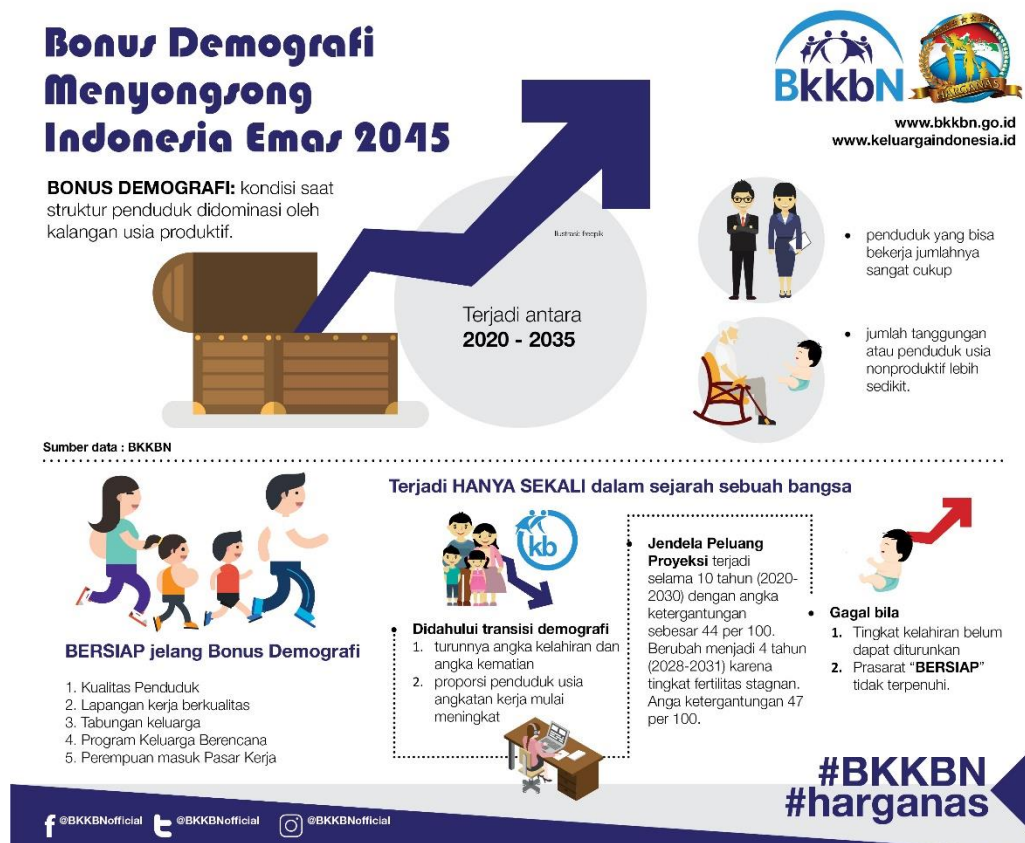 Bonus Demografi
Menyongsong
Indonesia Emas 2045
BkkbN
HARGANAS
www.bkkbn.go.id
www.keluargaindonesia.id
BONUS DEMOGRAFI: kondisi saat
struktur penduduk didominasi oleh
kalangan usia produktif.
Ilustrasi: freepik
Terjadi antara
2020 - 2035
• penduduk yang bisa
bekerja jumlahnya
sangat cukup
• jumlah tanggungan
atau penduduk usia
nonproduktif lebih
sedikit.
Sumber data : BKKBN
BERSIAP jelang Bonus Demografi
1. Kualitas Penduduk
2. Lapangan kerja berkualitas
3. Tabungan keluarga
4. Program Keluarga Berencana
5. Perempuan masuk Pasar Kerja
Terjadi HANYA SEKALI dalam sejarah sebuah bangsa
kb
• Didahului transisi demografi
1. turunnya angka kelahiran dan
angka kematian
2. proporsi penduduk usia
angkatan kerja mulai
meningkat
• Jendela Peluang
Proyeksi terjadi
selama 10 tahun (2020-
2030) dengan angka
ketergantungan
sebesar 44 per 100.
Berubah menjadi 4 tahun
(2028-2031) karena
tingkat fertilitas stagnan.
Anga ketergantungan 47
per 100.
• Gagal bila
1. Tingkat kelahiran belum
dapat diturunkan
2. Prasarat “BERSIAP”
tidak terpenuhi.
#BKKBN
#harganas
@BKKBNofficial
@BKKBNofficial
@BKKBNofficial